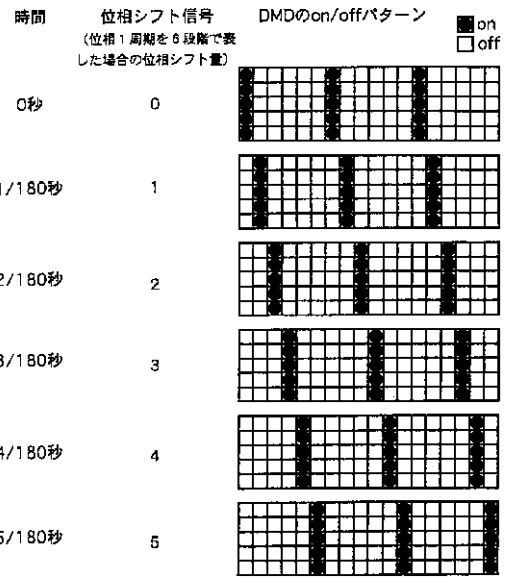 時間
位相シフト信号
(位相1周期を6段階で表
した場合の位相シフト量)
DMDのon/offパターン
on
off
0秒
0
1/180秒
1
2/180秒
2
3/180秒
3
4/180秒
4
5/180秒
5